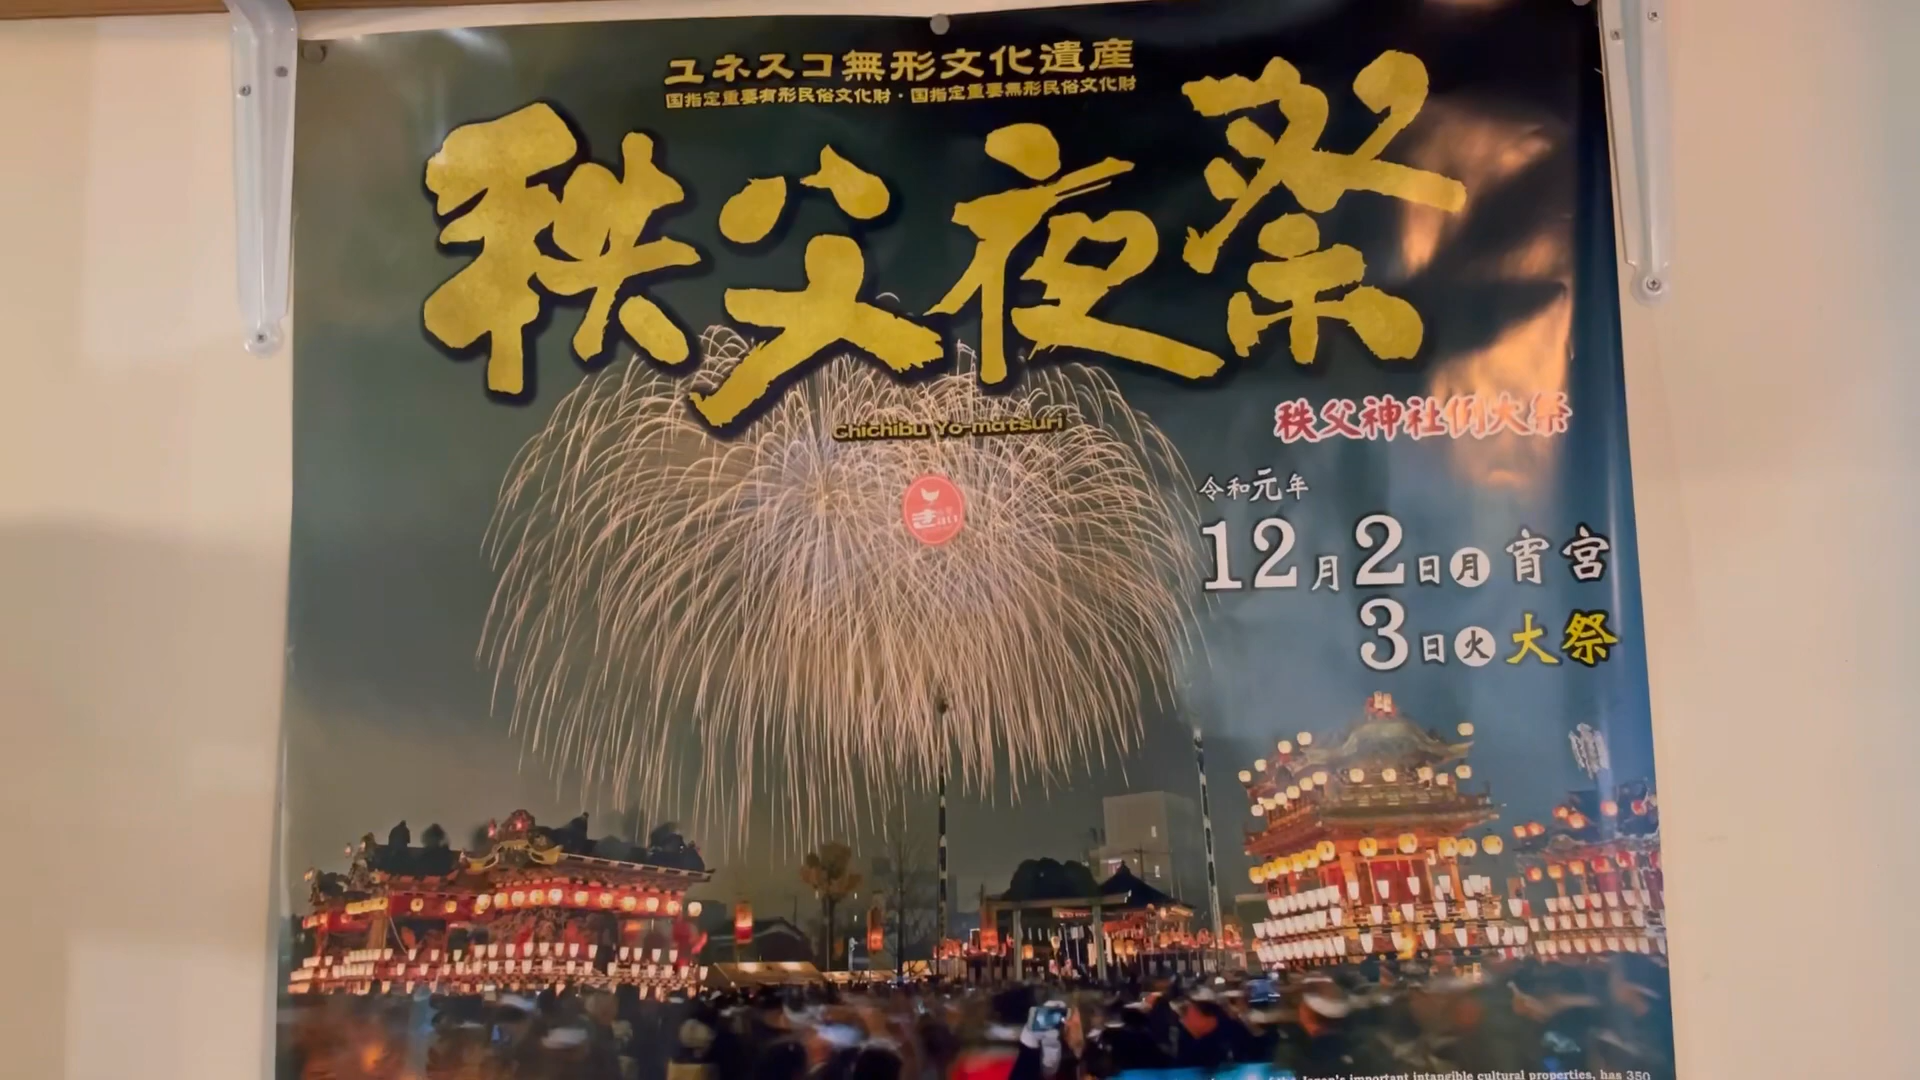 ユネスコ無形文化遺産
国指定重要有形民俗文化財・国指定重要無形民俗文化財
秩父夜祭
Chichibu Yo-matsuri
秩父神社例大祭
令和元年
12月2日月 宵宮
3日火 大祭
Japan's important intangible cultural properties, has 350